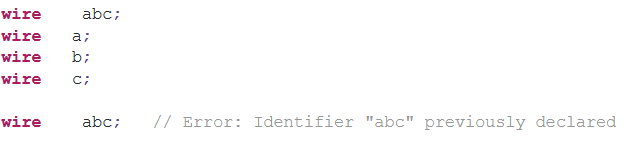 wire    abc;
wire   a;
wire   b;
wire   c;
wire    abc;   // Error: Identifier "abc" previously declared